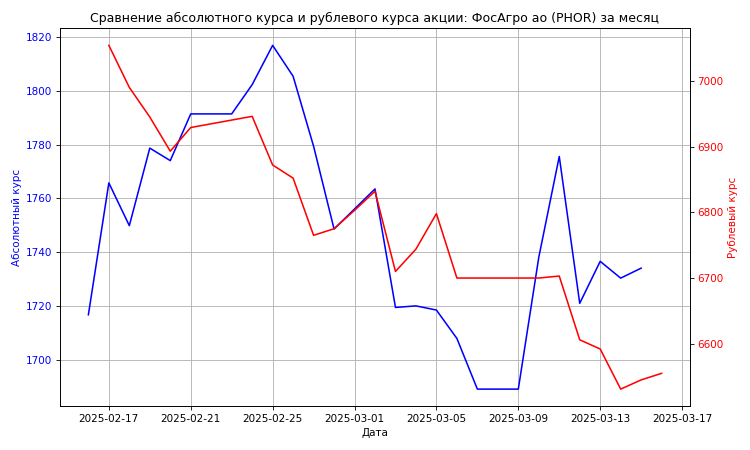 Сравнение абсолютного курса и рублевого курса акции: ФосАгро ао (PHOR) за месяц
1820
1800
1780
1760
1740
1720
1700
Абсолютный курс
7000
6900
6800
6700
6600
Рублевый курс
2025-02-17 2025-02-21 2025-02-25 2025-03-01 2025-03-05 2025-03-09 2025-03-13 2025-03-17
Дата